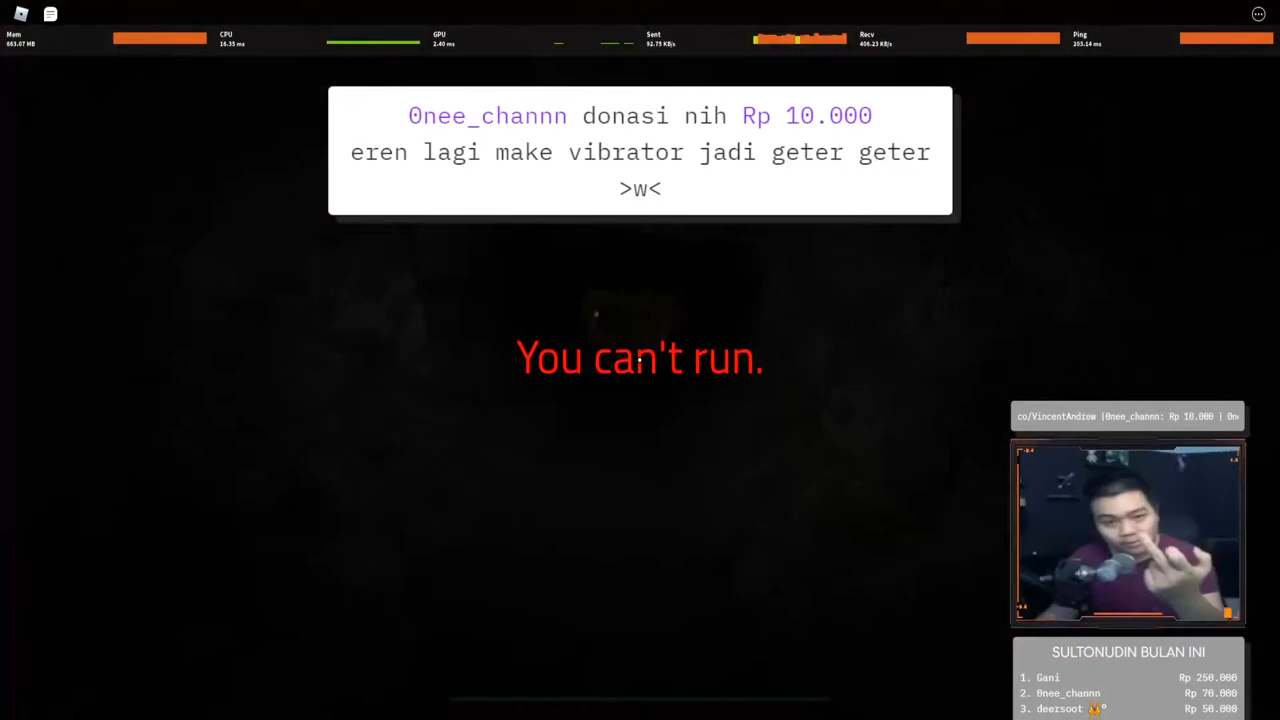 Mem
663.07 MB
CPU
16.35 ms
GPU
2.40 ms
Sent
92.75 KB/s
Recv
406.23 KB/s
Ping
203.14 ms
0nee_channn donasi nih Rp 10.000
eren lagi make vibrator jadi geter geter
>w<
You can't run.
co/VincentAndrew |0nee_channn: Rp 10.000 | 0n
SULTONUDIN BULAN INI
1. Gani Rp 250.000
2. 0nee_channn Rp 70.000
3. deersoot Rp 50.000